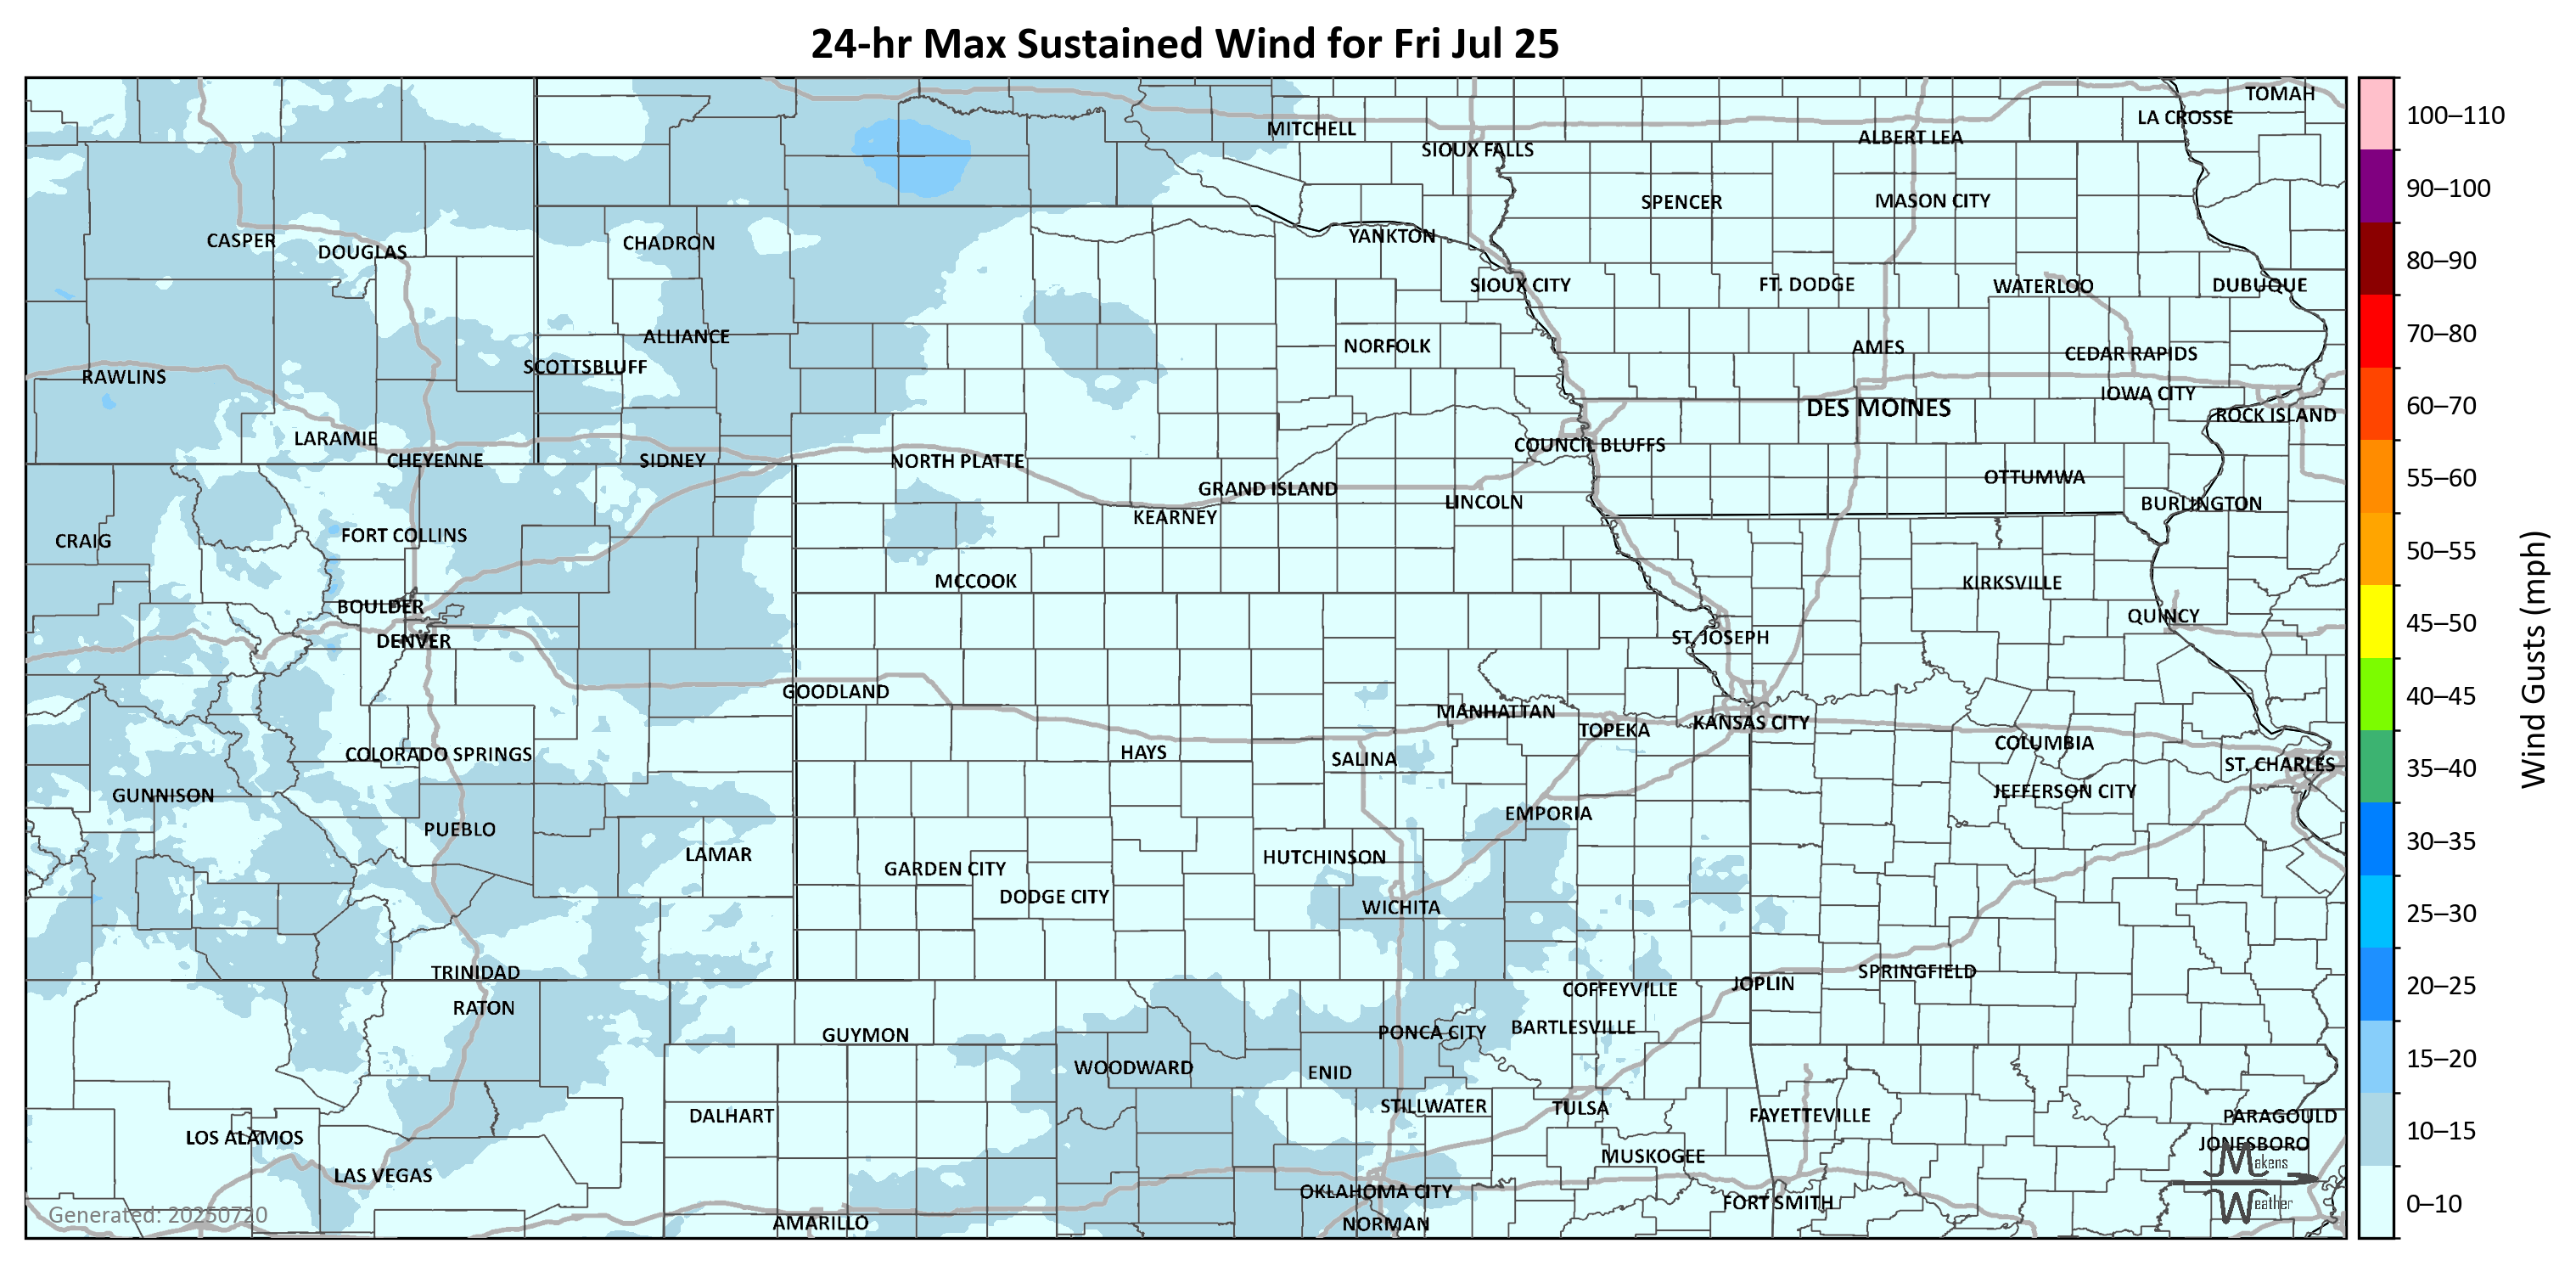 24-hr Max Sustained Wind for Fri Jul 25
TOMAH
LA CROSSE
MITCHELL
ALBERT LEA
SIOUX FALLS
SPENCER
MASON CITY
CASPER
DOUGLAS
CHADRON
YANKTON
SIOUX CITY
FT. DODGE
WATERLOO
DUBUQUE
ALLIANCE
NORFOLK
AMES
CEDAR RAPIDS
SCOTTSBLUFF
RAWLINS
IOWA CITY
DES MOINES
ROCK ISLAND
LARAMIE
COUNCIL BLUFFS
CHEYENNE
SIDNEY
NORTH PLATTE
OTTUMWA
GRAND ISLAND
LINCOLN
BURLINGTON
KEARNEY
FORT COLLINS
CRAIG
MCCOOK
KIRKSVILLE
BOULDER
QUINCY
DENVER
ST. JOSEPH
GOODLAND
MANHATTAN
TOPEKA
KANSAS CITY
COLORADO SPRINGS
HAYS
SALINA
COLUMBIA
ST. CHARLES
GUNNISON
JEFFERSON CITY
PUEBLO
EMPORIA
LAMAR
HUTCHINSON
GARDEN CITY
DODGE CITY
WICHITA
TRINIDAD
SPRINGFIELD
JOPLIN
COFFEYVILLE
RATON
GUYMON
PONCA CITY
BARTLESVILLE
WOODWARD
ENID
STILLWATER
TULSA
DALHART
FAYETTEVILLE
PARAGOULD
LOS ALAMOS
JONESBORO
MUSKOGEE
LAS VEGAS
OKLAHOMA CITY
FORT SMITH
AMARILLO
NORMAN
Generated: 20250720
Makens
Weather
100–110
90–100
80–90
70–80
60–70
55–60
50–55
45–50
40–45
35–40
30–35
25–30
20–25
15–20
10–15
0–10
Wind Gusts (mph)